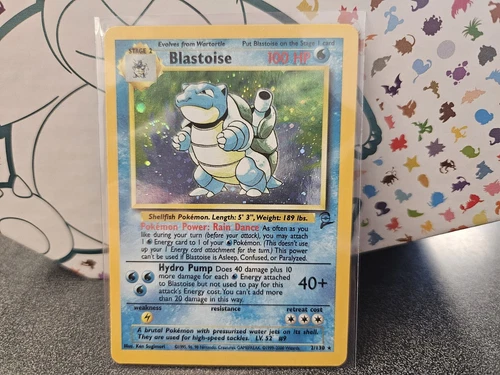 STAGE 2
Evolves from Wartortle Put Blastoise on the Stage 1 card
Blastoise 100 HP
Shellfish Pokémon. Length: 5' 3", Weight: 189 lbs.
Pokémon Power: Rain Dance As often as you
like during your turn (before your attack), you may attach
1 Energy card to 1 of your Pokémon. (This doesn't use
up your 1 Energy card attachment for the turn.) This power
can't be used if Blastoise is Asleep, Confused, or Paralyzed.
Hydro Pump Does 40 damage plus 10
more damage for each Energy attached
to Blastoise but not used to pay for this
attack's Energy cost. You can't add more
than 20 damage in this way.
40+
weakness resistance retreat cost
A brutal Pokémon with pressurized water jets on its shell.
They are used for high-speed tackles. LV. 52 #9
Illus. Ken Sugimori
2/130